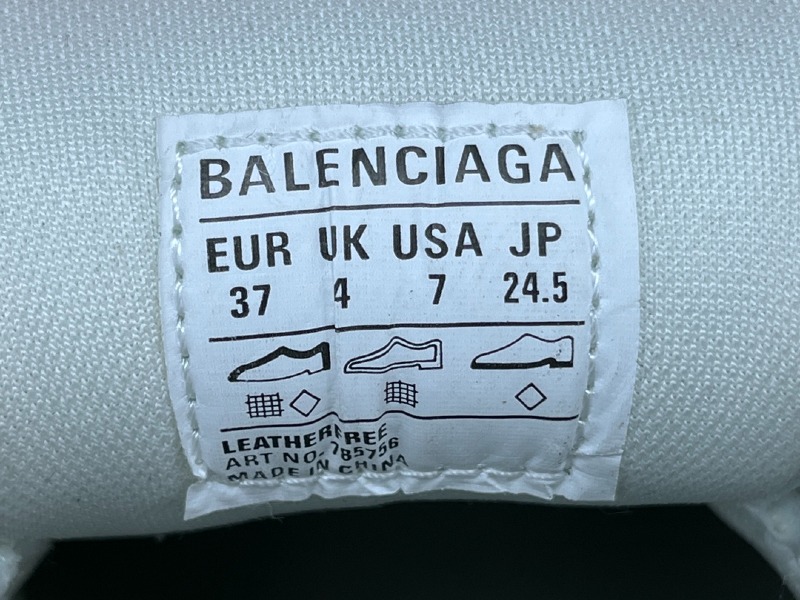 BALENCIAGA
EUR UK USA JP
37 4 7 24.5
LEATHERFREE
ART NO. 785756
MADE IN CHINA